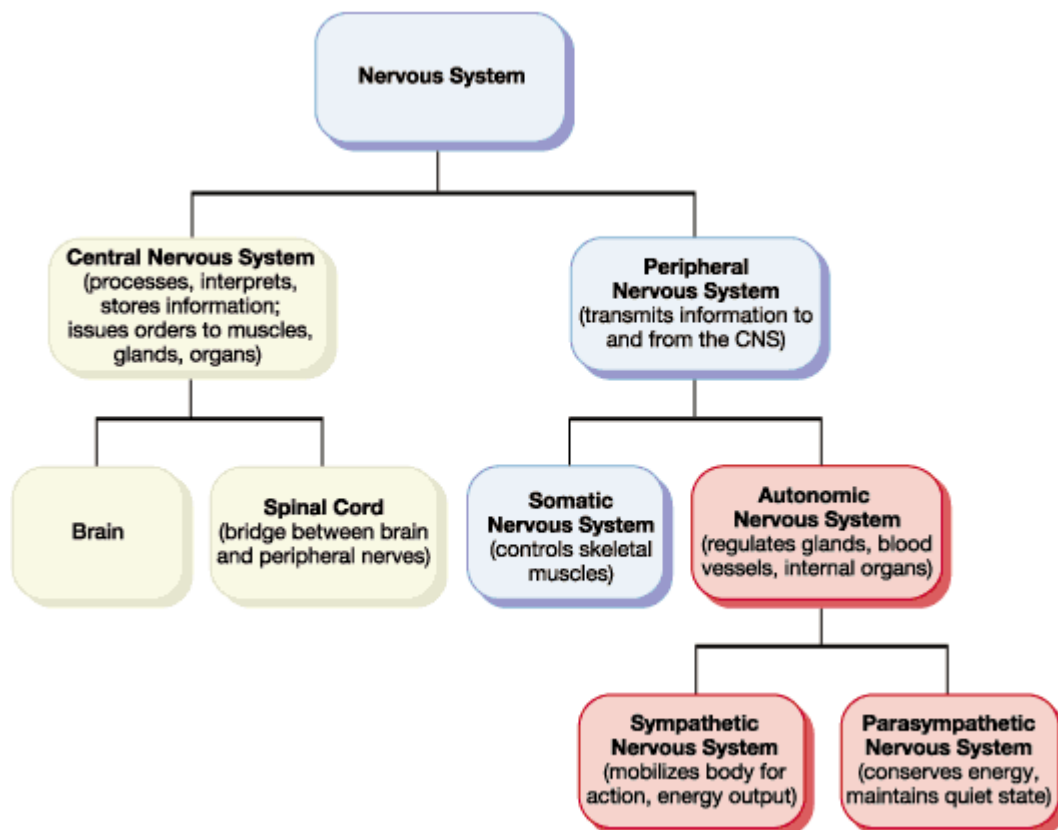 Nervous System
Central Nervous System
(processes, interprets,
stores information;
issues orders to muscles,
glands, organs)
Peripheral
Nervous System
(transmits information to
and from the CNS)
Brain
Spinal Cord
(bridge between brain
and peripheral nerves)
Somatic
Nervous System
(controls skeletal
muscles)
Autonomic
Nervous System
(regulates glands, blood
vessels, internal organs)
Sympathetic
Nervous System
(mobilizes body for
action, energy output)
Parasympathetic
Nervous System
(conserves energy,
maintains quiet state)